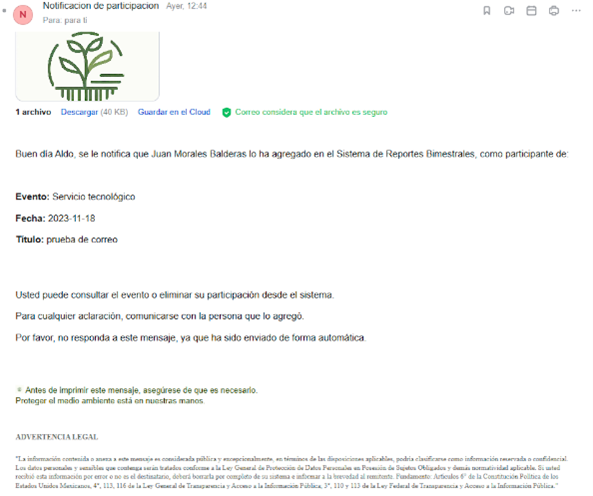 Notificacion de participacion Ayer, 12:44
N
Para: para ti
1 archivo Descargar (40 KB) Guardar en el Cloud Correo considera que el archivo es seguro
Buen día Aldo, se le notifica que Juan Morales Balderas lo ha agregado en el Sistema de Reportes Bimestrales, como participante de:
Evento: Servicio tecnológico
Fecha: 2023-11-18
Titulo: prueba de correo
Usted puede consultar el evento o eliminar su participación desde el sistema.
Para cualquier aclaración, comunicarse con la persona que lo agregó.
Por favor, no responda a este mensaje, ya que ha sido enviado de forma automática.
Antes de imprimir este mensaje, asegúrese de que es necesario.
Proteger el medio ambiente está en nuestras manos.
ADVERTENCIA LEGAL
"La información contenida o anexa a este mensaje es considerada pública y excepcionalmente, en términos de las disposiciones aplicables, podría clasificarse como información reservada o confidencial.
Los datos personales y sensibles que contenga serán tratados conforme a la Ley General de Protección de Datos Personales en Posesión de Sujetos Obligados y demás normatividad aplicable. Si usted
recibió esta información por error o no es el destinatario, deberá borrarla por completo de su sistema e informar a la brevedad al remitente. Fundamento: Artículos 6° de la Constitución Política de los
Estados Unidos Mexicanos, 4°, 113, 116 de la Ley General de Transparencia y Acceso a la Información Pública, 3°, 110 y 113 de la Ley Federal de Transparencia y Acceso a la Información Pública."